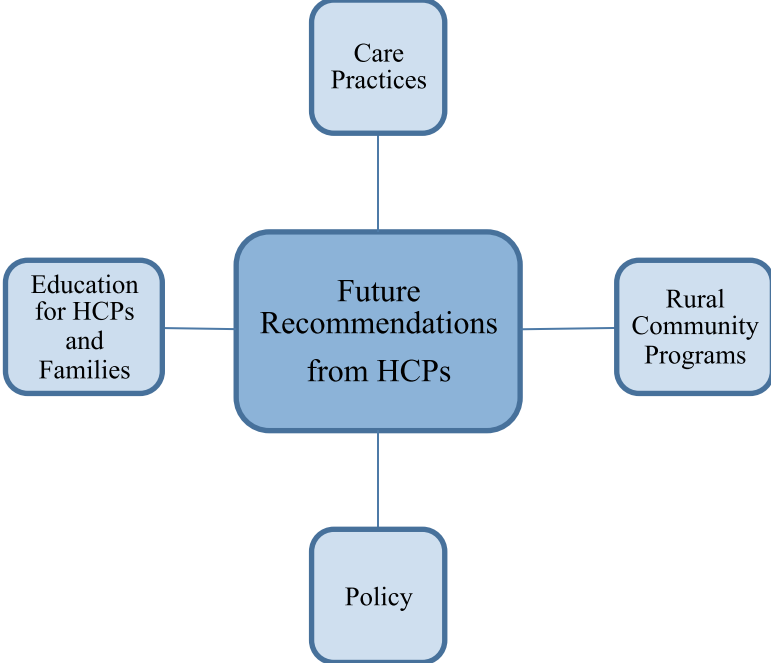 Care
Practices
Education
for HCPs
and
Families
Future
Recommendations
from HCPs
Rural
Community
Programs
Policy